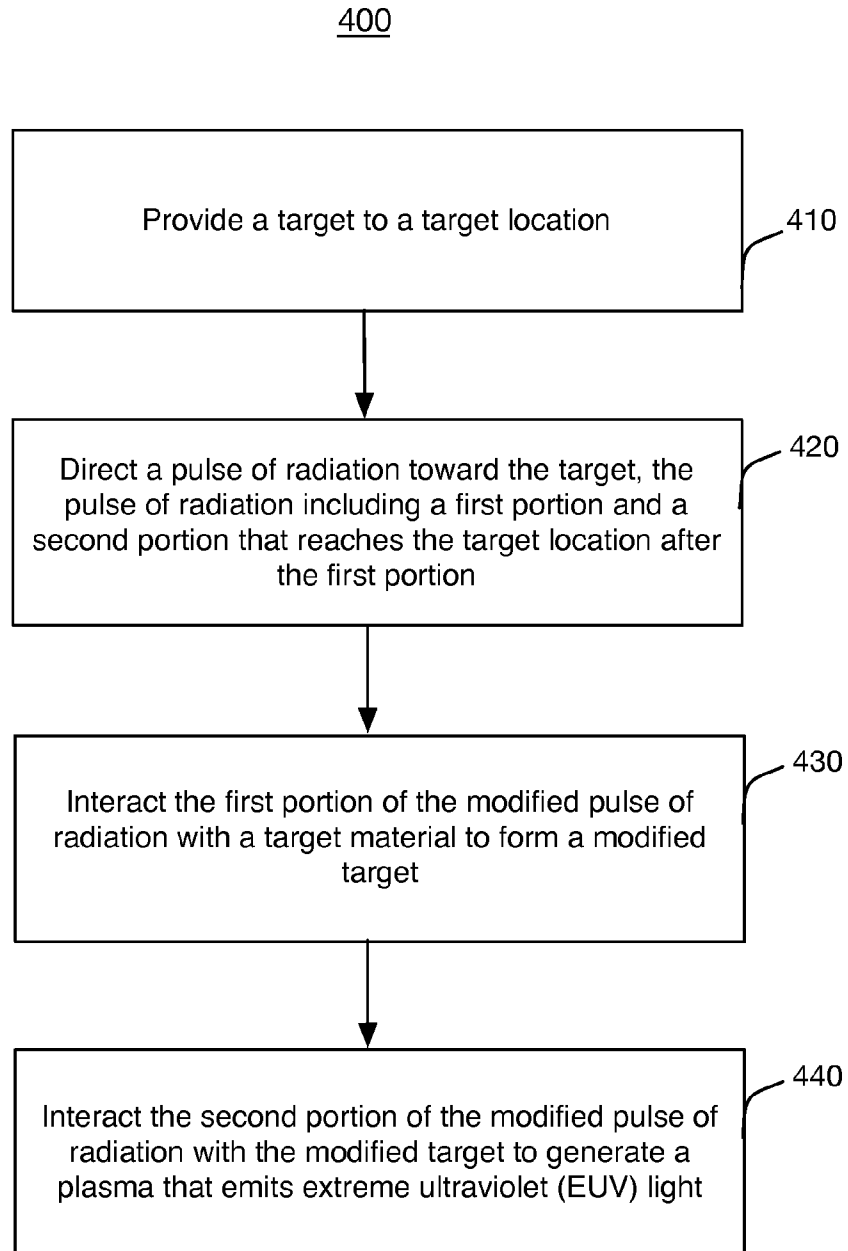 400
Provide a target to a target location
410
Direct a pulse of radiation toward the target, the
pulse of radiation including a first portion and a
second portion that reaches the target location after
the first portion
420
Interact the first portion of the modified pulse of
radiation with a target material to form a modified
target
430
Interact the second portion of the modified pulse of
radiation with the modified target to generate a
plasma that emits extreme ultraviolet (EUV) light
440